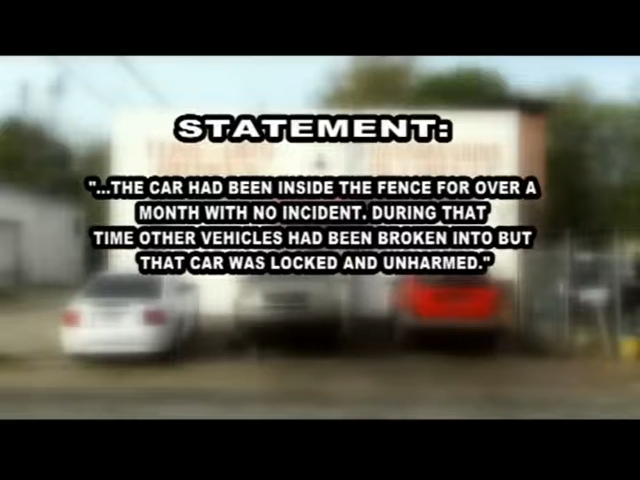 STATEMENT:
"...THE CAR HAD BEEN INSIDE THE FENCE FOR OVER A
MONTH WITH NO INCIDENT. DURING THAT
TIME OTHER VEHICLES HAD BEEN BROKEN INTO BUT
THAT CAR WAS LOCKED AND UNHARMED."